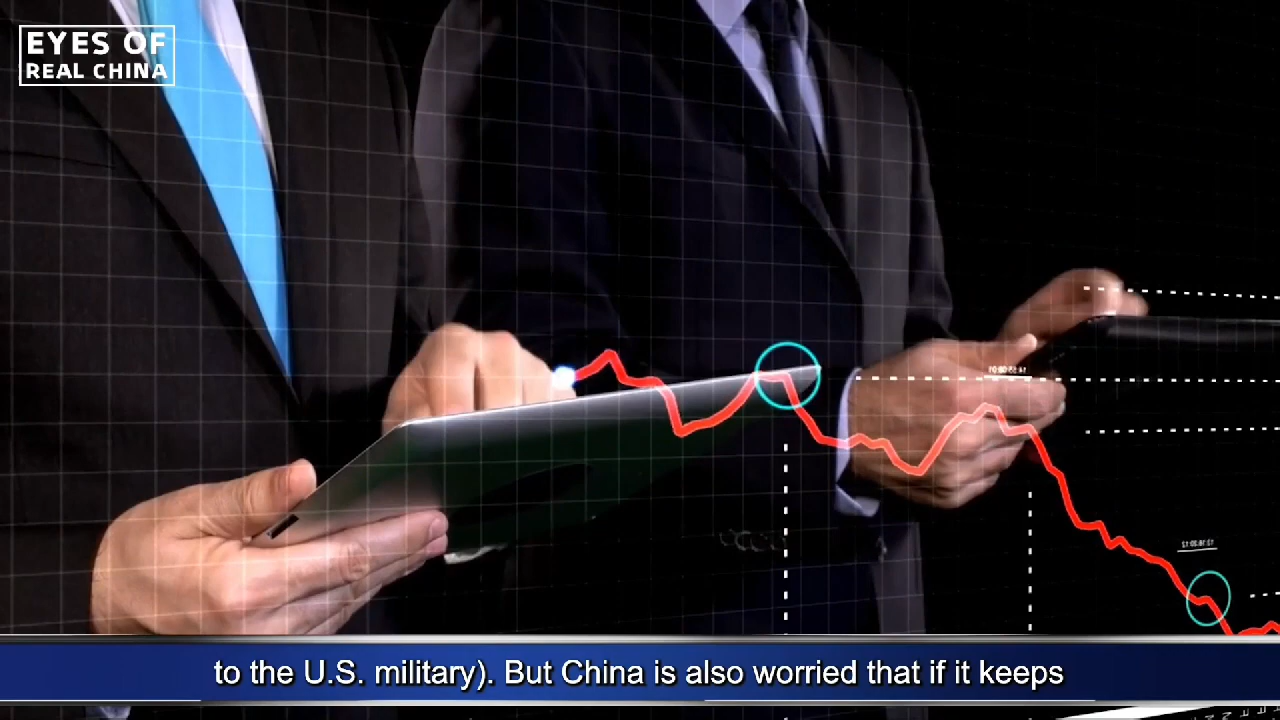 EYES OF
REAL CHINA
to the U.S. military). But China is also worried that if it keeps